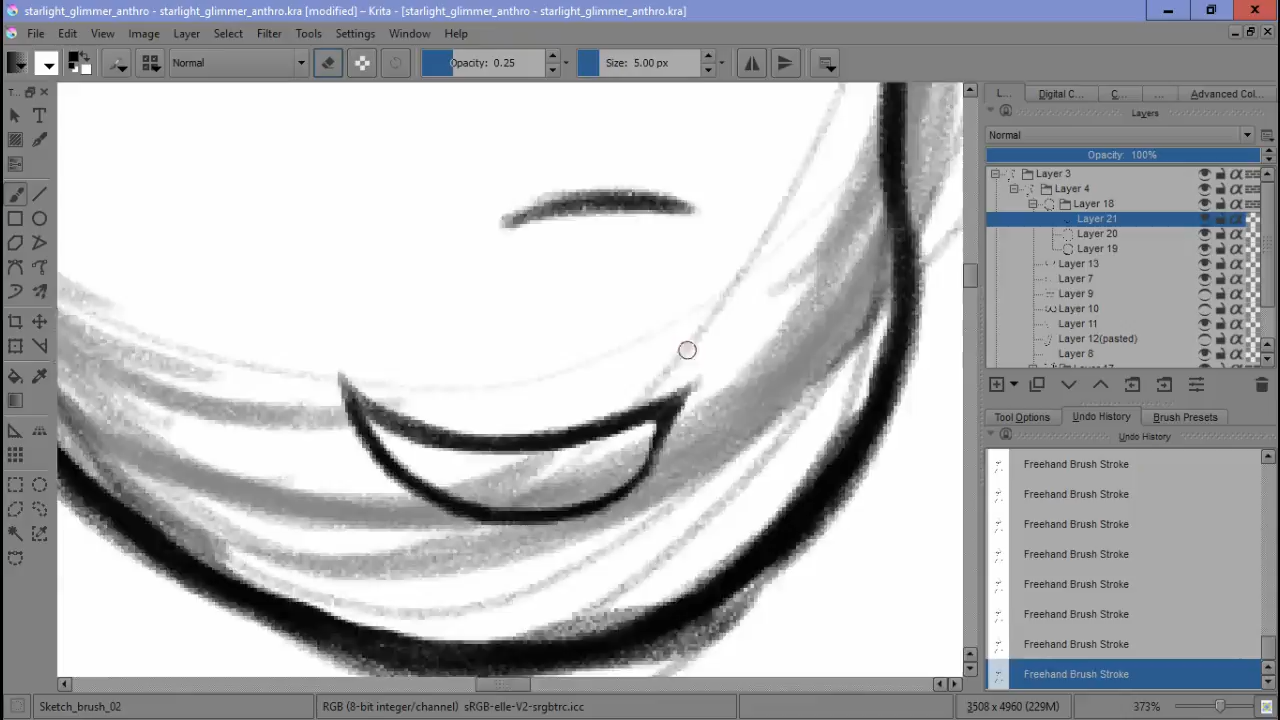 starlight_glimmer_anthro.kra [modified] – starlight_glimmer_anthro.kra – Krita - [starlight_glimmer_anthro - starlight_glimmer_anthro.kra]
File Edit View Image Layer Select Filter Tools Settings Window Help
Normal
Opacity: 0.25
Size: 5.00 px
T...
L...
Digital C...
C...
...
Advanced Col...
Layers
Normal
Opacity: 100%
Layer 3
Layer 4
Layer 18
Layer 21
Layer 20
Layer 19
Layer 13
Layer 7
Layer 9
Layer 10
Layer 11
Layer 12(pasted)
Layer 8
Tool Options
Undo History
Brush Presets
Undo History
Freehand Brush Stroke
Freehand Brush Stroke
Freehand Brush Stroke
Freehand Brush Stroke
Freehand Brush Stroke
Freehand Brush Stroke
Freehand Brush Stroke
Freehand Brush Stroke
Sketch_brush_02
RGB (8-bit integer/channel) sRGB-elle-V2-srgbtrc.icc
3508 x 4960 (229M)
373%